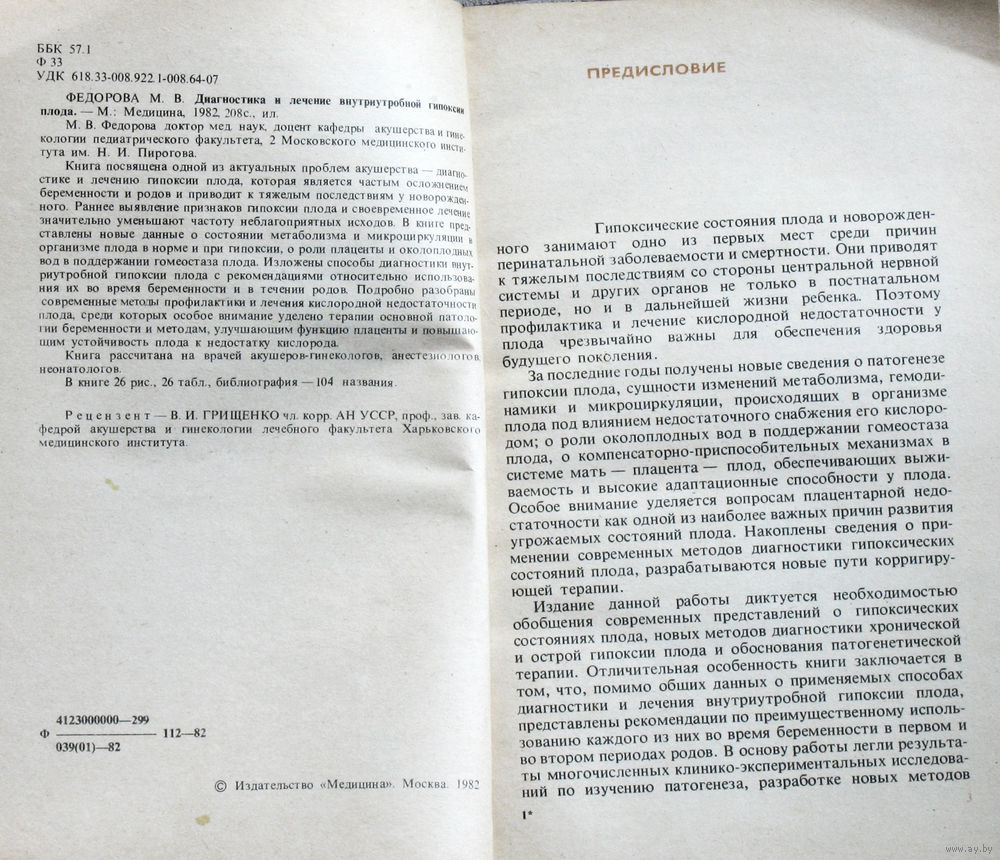 ББК 57.1
Ф 33
УДК 618.33-008.922.1-008.64-07
ФЕДОРОВА М. В. Диагностика и лечение внутриутробной гипоксии
плода. — М.: Медицина, 1982, 208с., ил.
М. В. Федорова доктор мед. наук, доцент кафедры акушерства и гине-
кологии педиатрического факультета, 2 Московского медицинского инсти-
тута им. Н. И. Пирогова.
Книга посвящена одной из актуальных проблем акушерства — диагно-
стике и лечению гипоксии плода, которая является частым осложнением
беременности и родов и приводит к тяжелым последствиям у новорожден-
ного. Раннее выявление признаков гипоксии плода и своевременное лечение
значительно уменьшают частоту неблагоприятных исходов. В книге пред-
ставлены новые данные о состоянии метаболизма и микроциркуляции в
организме плода в норме и при гипоксии, о роли плаценты и околоплодных
вод в поддержании гомеостаза плода. Изложены способы диагностики внут-
риутробной гипоксии плода с рекомендациями относительно использова-
ния их во время беременности и в течении родов. Подробно разобраны
современные методы профилактики и лечения кислородной недостаточности
плода, среди которых особое внимание уделено терапии основной патоло-
гии беременности и методам, улучшающим функцию плаценты и повышаю-
щим устойчивость плода к недостатку кислорода.
Книга рассчитана на врачей акушеров-гинекологов, анестезиологов,
неонатологов.
В книге 26 рис., 26 табл., библиография — 104 названия.
Рецензент — В. И. ГРИЩЕНКО чл. корр. АН УССР, проф., зав. ка-
федрой акушерства и гинекологии лечебного факультета Харьковского
медицинского института.
4123000000—299
Ф ———— 112—82
039(01)—82
© Издательство «Медицина». Москва. 1982
ПРЕДИСЛОВИЕ
Гипоксические состояния плода и новорожден-
ного занимают одно из первых мест среди причин
перинатальной заболеваемости и смертности. Они приводят
к тяжелым последствиям со стороны центральной нервной
системы и других органов не только в постнатальном
периоде, но и в дальнейшей жизни ребенка. Поэтому
профилактика и лечение кислородной недостаточности у
плода чрезвычайно важны для обеспечения здоровья
будущего поколения.
За последние годы получены новые сведения о патогенезе
гипоксии плода, сущности изменений метаболизма, гемоди-
намики и микроциркуляции, происходящих в организме
плода под влиянием недостаточного снабжения его кислоро-
дом; о роли околоплодных вод в поддержании гомеостаза
плода, о компенсаторно-приспособительных механизмах в
системе мать — плацента — плод, обеспечивающих выжи-
ваемость и высокие адаптационные способности у плода.
Особое внимание уделяется вопросам плацентарной недо-
статочности как одной из наиболее важных причин развития
угрожаемых состояний плода. Накоплены сведения о при-
менении современных методов диагностики гипоксических
состояний плода, разрабатываются новые пути корригиру-
ющей терапии.
Издание данной работы диктуется необходимостью
обобщения современных представлений о гипоксических
состояниях плода, новых методов диагностики хронической
и острой гипоксии плода и обоснования патогенетической
терапии. Отличительная особенность книги заключается в
том, что, помимо общих данных о применяемых способах
диагностики и лечения внутриутробной гипоксии плода,
представлены рекомендации по преимущественному исполь-
зованию каждого из них во время беременности в первом и
во втором периодах родов. В основу работы легли результа-
ты многочисленных клинико-экспериментальных исследова-
ний по изучению патогенеза, разработке новых методов
3
1*
www.ay.by